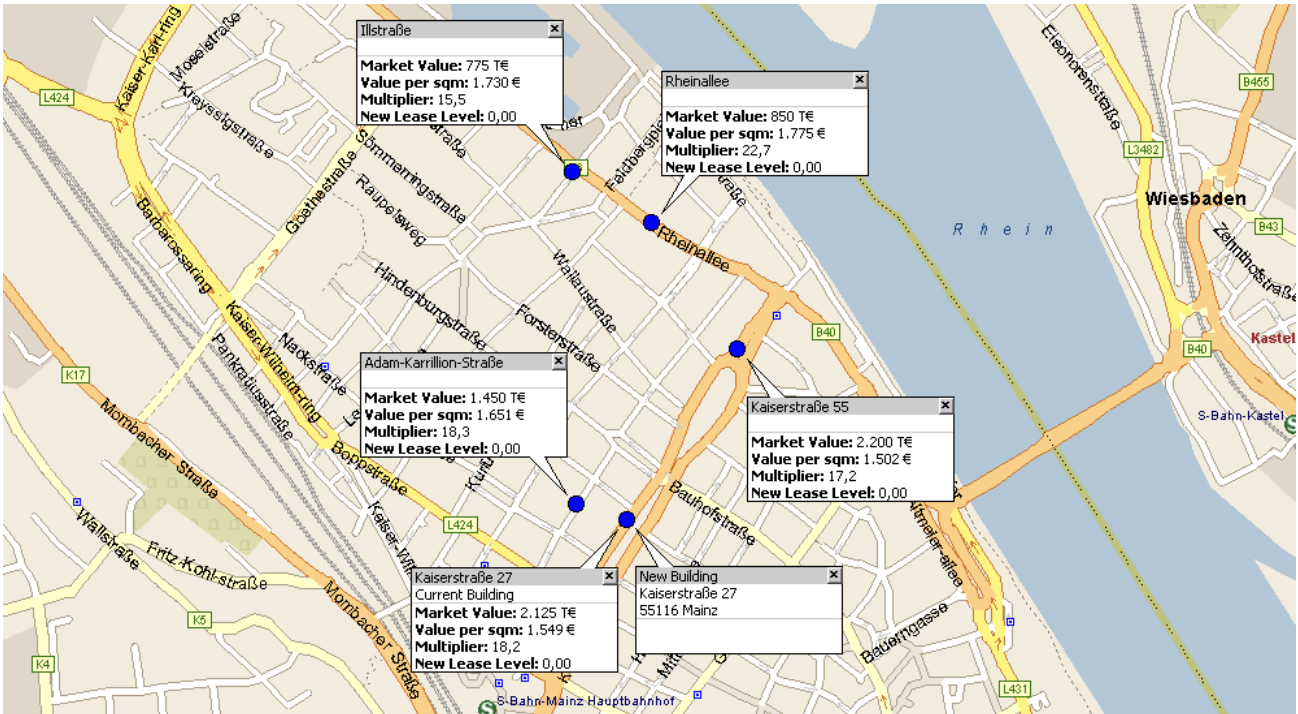 Illstraße
Market Value: 775 T€
Value per sqm: 1.730 €
Multiplier: 15,5
New Lease Level: 0,00
Rheinallee
Market Value: 850 T€
Value per sqm: 1.775 €
Multiplier: 22,7
New Lease Level: 0,00
Adam-Karrillion-Straße
Market Value: 1.450 T€
Value per sqm: 1.651 €
Multiplier: 18,3
New Lease Level: 0,00
Kaiserstraße 55
Market Value: 2.200 T€
Value per sqm: 1.502 €
Multiplier: 17,2
New Lease Level: 0,00
Kaiserstraße 27
Current Building
Market Value: 2.125 T€
Value per sqm: 1.549 €
Multiplier: 18,2
New Lease Level: 0,00
New Building
Kaiserstraße 27
55116 Mainz
Kaiser-Karl-ring
Moselstraße
Kreyssigstraße
L424
Goethestraße
Sömmerringstraße
Raupelsweg
Barbarossaring
Hindenburgstraße
Wallaustraße
Forsterstraße
Rheinallee
Kaiser-Wilhelm-ring
Nackstraße
Pankratiusstraße
K17
Mombacher Straße
Boppstraße
L424
Bauhofstraße
Wallstraße
Fritz-Kohl-straße
Mombacher Straße
K5
K4
Bauerngasse
S-Bahn-Mainz Hauptbahnhof
L431
B40
Rhein
Eleonorenstraße
B455
L3482
Wiesbaden
B43
Zehnthofstraße
Kastel
B40
S-Bahn-Kastel